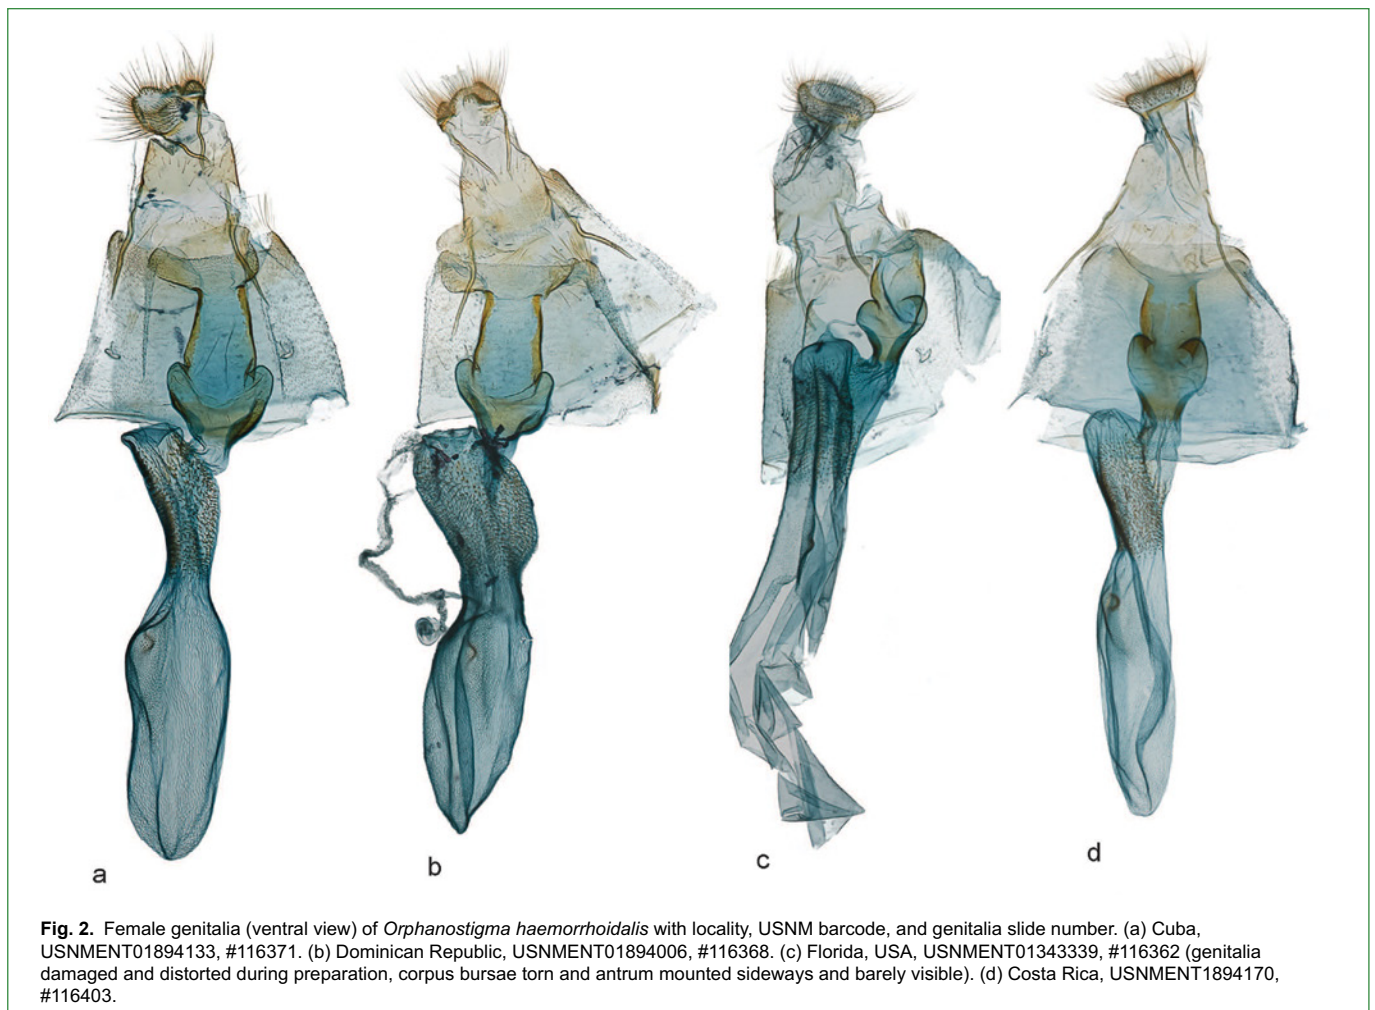 a
b
c
d
Fig. 2. Female genitalia (ventral view) of Orphanostigma haemorrhoidalis with locality, USNM barcode, and genitalia slide number. (a) Cuba,
USNMENT01894133, #116371. (b) Dominican Republic, USNMENT01894006, #116368. (c) Florida, USA, USNMENT01343339, #116362 (genitalia
damaged and distorted during preparation, corpus bursae torn and antrum mounted sideways and barely visible). (d) Costa Rica, USNMENT1894170,
#116403.